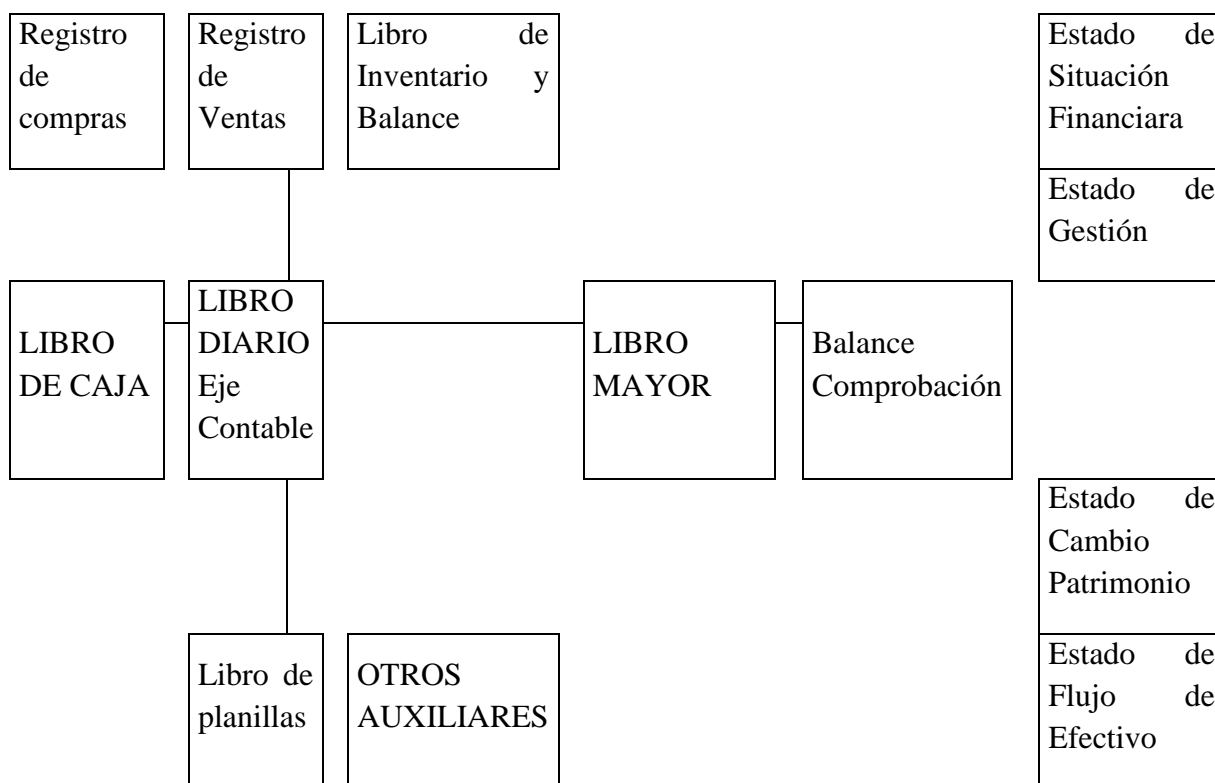 Registro
de
compras
Registro
de
Ventas
Libro de
Inventario y
Balance
Estado de
Situación
Financiara
Estado de
Gestión
LIBRO
DE CAJA
LIBRO
DIARIO
Eje
Contable
LIBRO
MAYOR
Balance
Comprobación
Estado de
Cambio
Patrimonio
Libro de
planillas
OTROS
AUXILIARES
Estado de
Flujo de
Efectivo